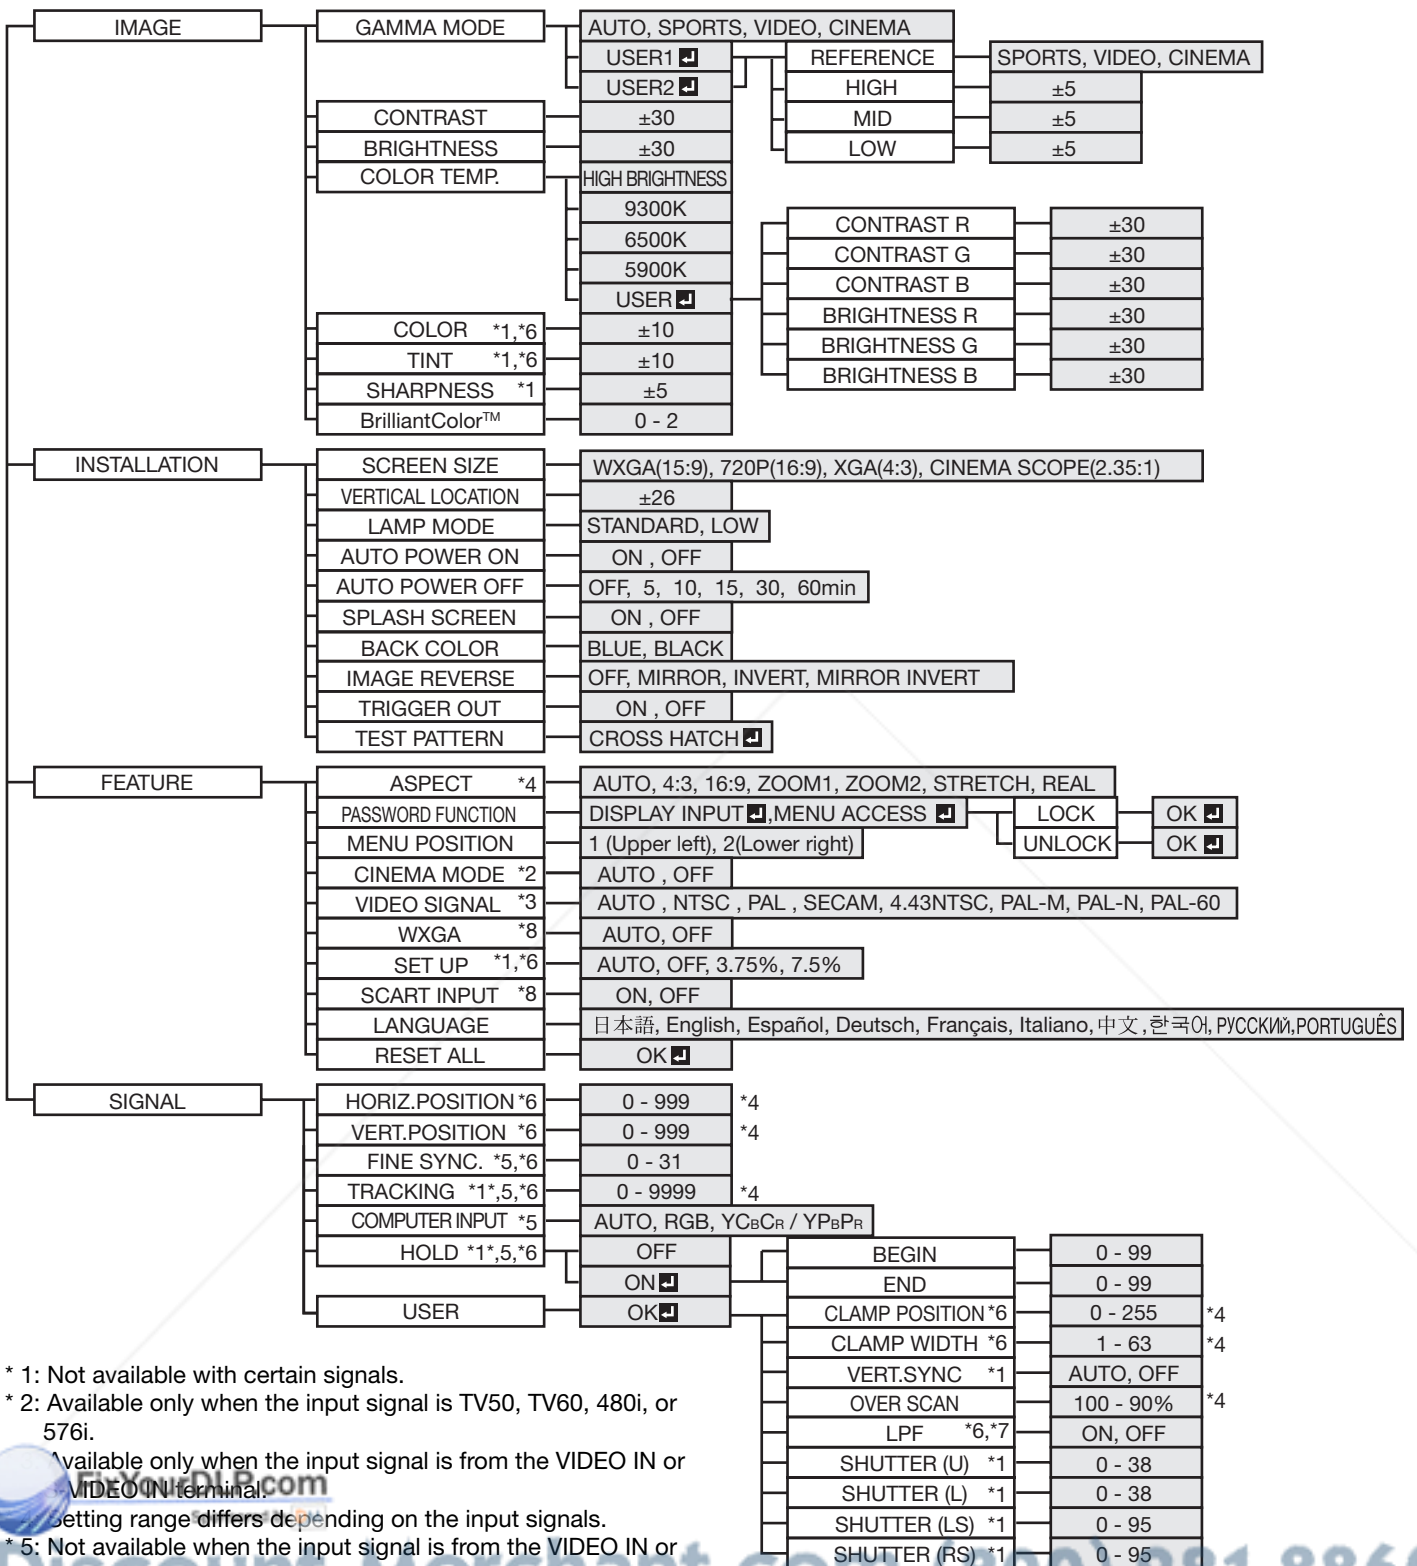 IMAGE GAMMA MODE AUTO, SPORTS, VIDEO, CINEMA
USER1 REFERENCE SPORTS, VIDEO, CINEMA
USER2 HIGH ±5
CONTRAST ±30 MID ±5
BRIGHTNESS ±30 LOW ±5
COLOR TEMP. HIGH BRIGHTNESS
9300K
6500K
5900K
USER
CONTRAST R ±30
CONTRAST G ±30
CONTRAST B ±30
BRIGHTNESS R ±30
BRIGHTNESS G ±30
BRIGHTNESS B ±30
COLOR *1,*6 ±10
TINT *1,*6 ±10
SHARPNESS *1 ±5
BrilliantColor™ 0 - 2
INSTALLATION SCREEN SIZE WXGA(15:9), 720P(16:9), XGA(4:3), CINEMA SCOPE(2.35:1)
VERTICAL LOCATION ±26
LAMP MODE STANDARD, LOW
AUTO POWER ON ON , OFF
AUTO POWER OFF OFF, 5, 10, 15, 30, 60min
SPLASH SCREEN ON , OFF
BACK COLOR BLUE, BLACK
IMAGE REVERSE OFF, MIRROR, INVERT, MIRROR INVERT
TRIGGER OUT ON , OFF
TEST PATTERN CROSS HATCH
FEATURE ASPECT *4 AUTO, 4:3, 16:9, ZOOM1, ZOOM2, STRETCH, REAL
PASSWORD FUNCTION DISPLAY INPUT ,MENU ACCESS LOCK OK
MENU POSITION 1 (Upper left), 2(Lower right) UNLOCK OK
CINEMA MODE *2 AUTO , OFF
VIDEO SIGNAL *3 AUTO , NTSC , PAL , SECAM, 4.43NTSC, PAL-M, PAL-N, PAL-60
WXGA *8 AUTO, OFF
SET UP *1,*6 AUTO, OFF, 3.75%, 7.5%
SCART INPUT *8 ON, OFF
LANGUAGE 日本語, English, Español, Deutsch, Français, Italiano, 中文, 한국어, РУССКИЙ, PORTUGUÊS
RESET ALL OK
SIGNAL HORIZ.POSITION *6 0 - 999 *4
VERT.POSITION *6 0 - 999 *4
FINE SYNC. *5,*6 0 - 31
TRACKING *1*,5,*6 0 - 9999 *4
COMPUTER INPUT *5 AUTO, RGB, YCBCR / YPBPR
HOLD *1*,5,*6 OFF BEGIN 0 - 99
ON END 0 - 99
USER OK CLAMP POSITION *6 0 - 255 *4
CLAMP WIDTH *6 1 - 63 *4
VERT.SYNC *1 AUTO, OFF
OVER SCAN 100 - 90% *4
LPF *6,*7 ON, OFF
SHUTTER (U) *1 0 - 38
SHUTTER (L) *1 0 - 38
SHUTTER (LS) *1 0 - 95
SHUTTER (RS) *1 0 - 95
* 1: Not available with certain signals.
* 2: Available only when the input signal is TV50, TV60, 480i, or
576i.
Available only when the input signal is from the VIDEO IN or
VIDEO IN terminal.
Setting range differs depending on the input signals.
* 5: Not available when the input signal is from the VIDEO IN or
FixYourDLP.com